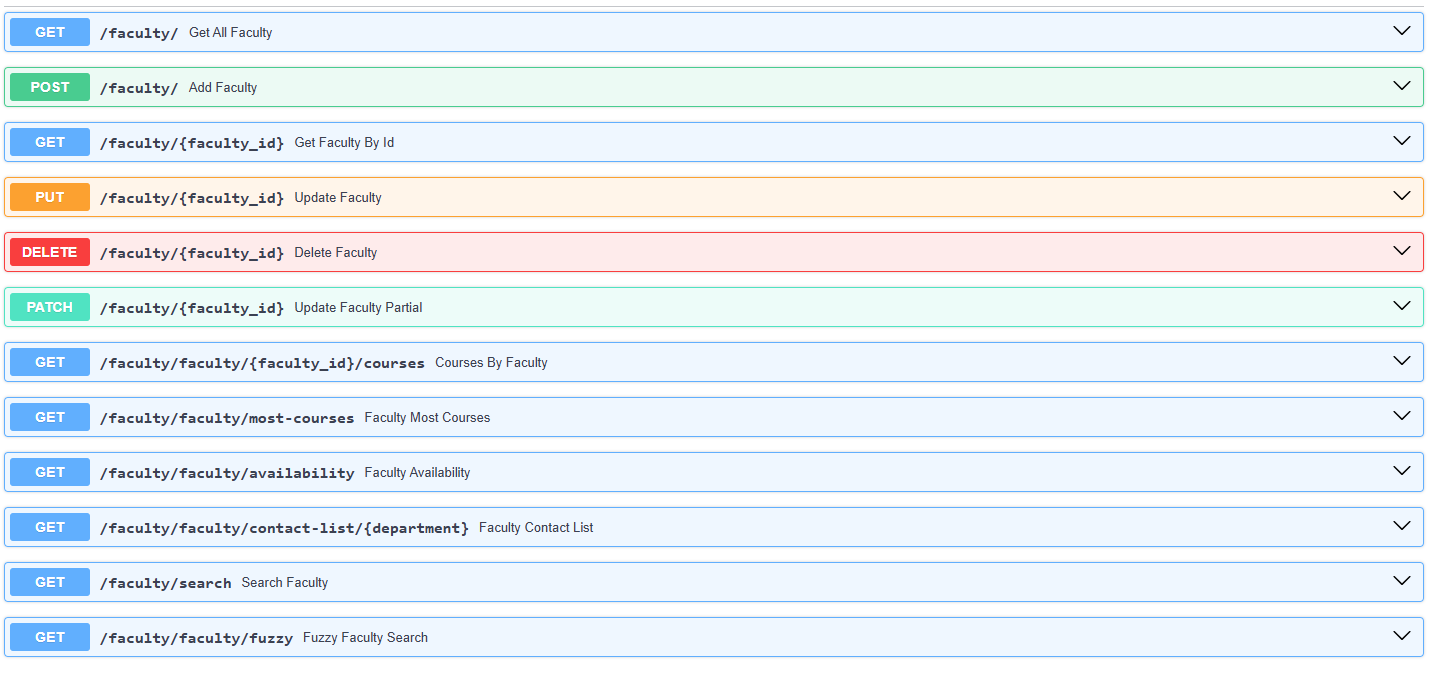 GET /faculty/ Get All Faculty
POST /faculty/ Add Faculty
GET /faculty/{faculty_id} Get Faculty By Id
PUT /faculty/{faculty_id} Update Faculty
DELETE /faculty/{faculty_id} Delete Faculty
PATCH /faculty/{faculty_id} Update Faculty Partial
GET /faculty/faculty/{faculty_id}/courses Courses By Faculty
GET /faculty/faculty/most-courses Faculty Most Courses
GET /faculty/faculty/availability Faculty Availability
GET /faculty/faculty/contact-list/{department} Faculty Contact List
GET /faculty/search Search Faculty
GET /faculty/faculty/fuzzy Fuzzy Faculty Search